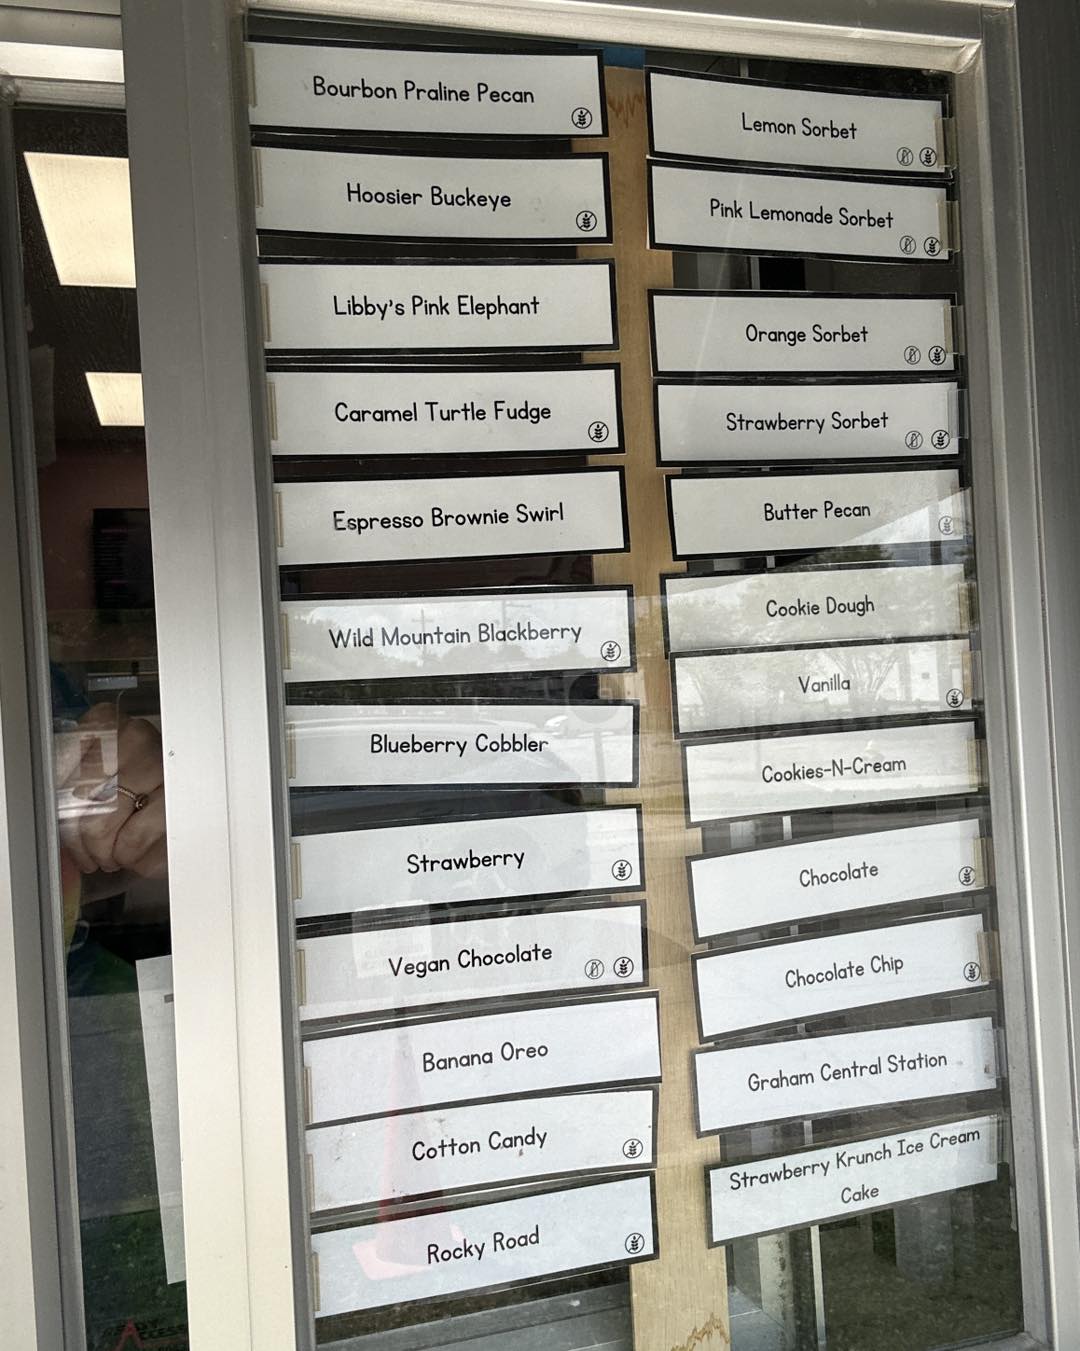 Bourbon Praline Pecan
Hoosier Buckeye
Libby's Pink Elephant
Caramel Turtle Fudge
Espresso Brownie Swirl
Wild Mountain Blackberry
Blueberry Cobbler
Strawberry
Vegan Chocolate
Banana Oreo
Cotton Candy
Rocky Road
Lemon Sorbet
Pink Lemonade Sorbet
Orange Sorbet
Strawberry Sorbet
Butter Pecan
Cookie Dough
Vanilla
Cookies-N-Cream
Chocolate
Chocolate Chip
Graham Central Station
Strawberry Krunch Ice Cream
Cake
READY
ACCESS